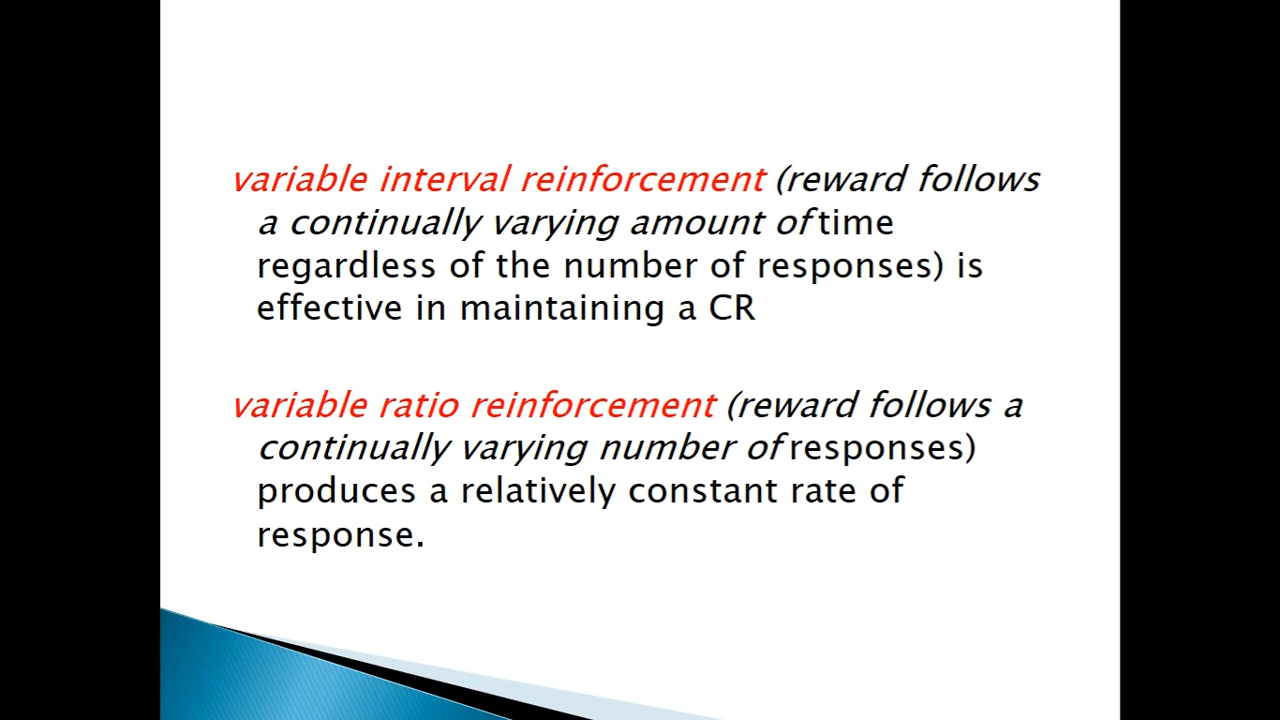 variable interval reinforcement (reward follows
a continually varying amount of time
regardless of the number of responses) is
effective in maintaining a CR
variable ratio reinforcement (reward follows a
continually varying number of responses)
produces a relatively constant rate of
response.